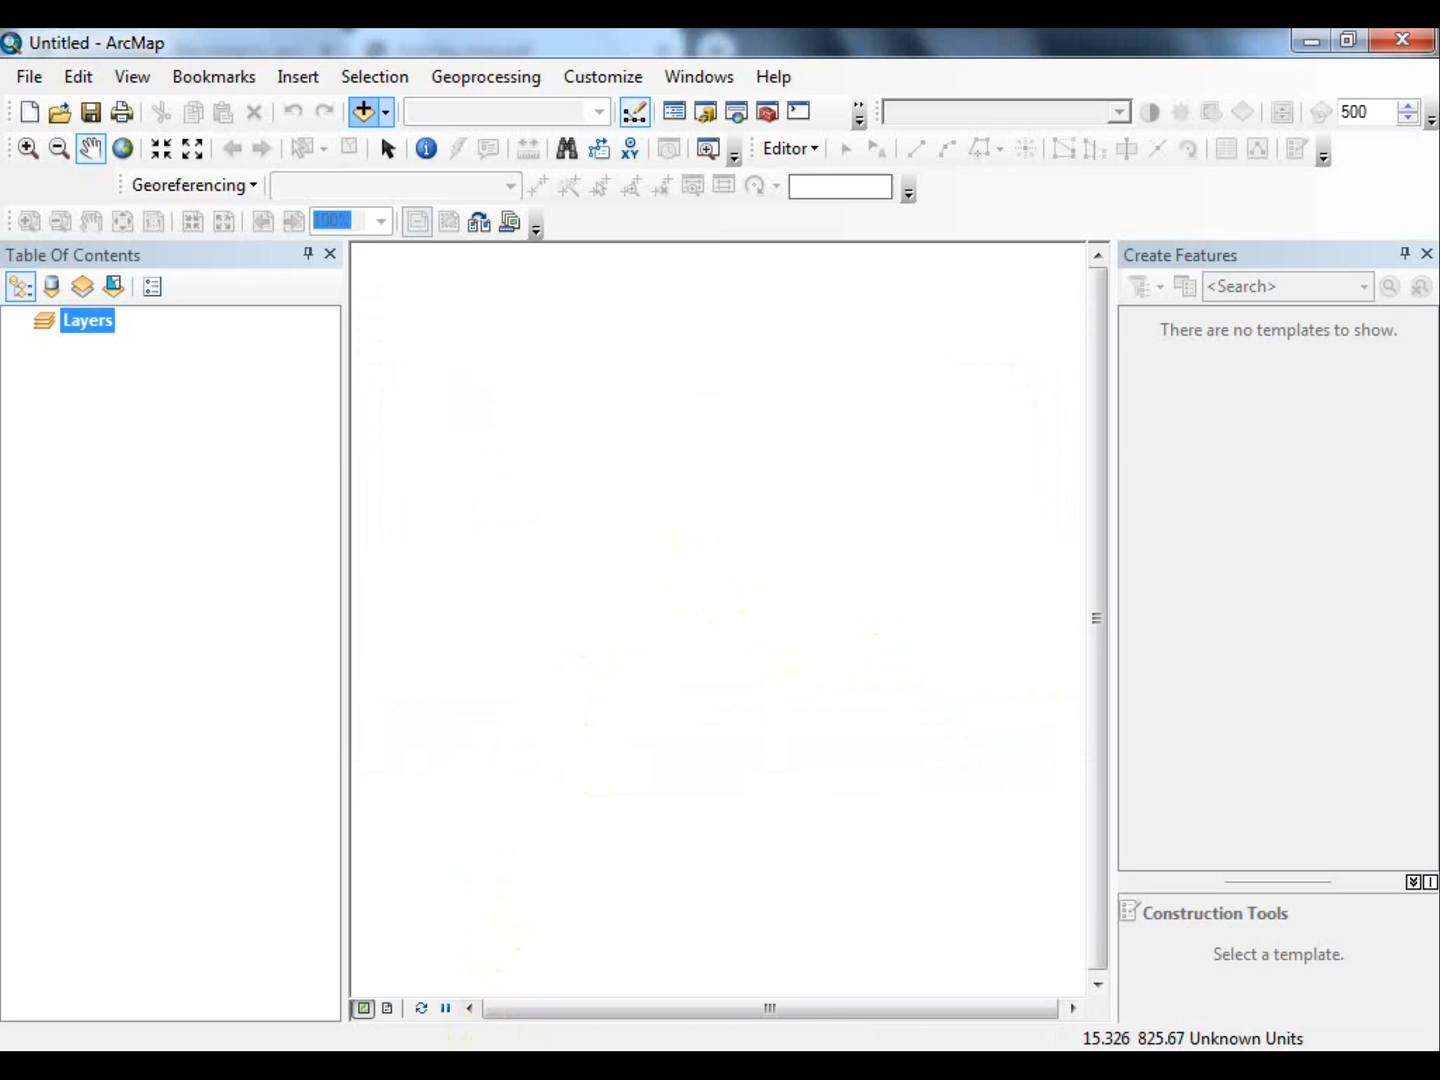 Untitled - ArcMap
File Edit View Bookmarks Insert Selection Geoprocessing Customize Windows Help
500
Editor
Georeferencing
100%
Table Of Contents
Create Features
<Search>
Layers
There are no templates to show.
Construction Tools
Select a template.
15.326 825.67 Unknown Units